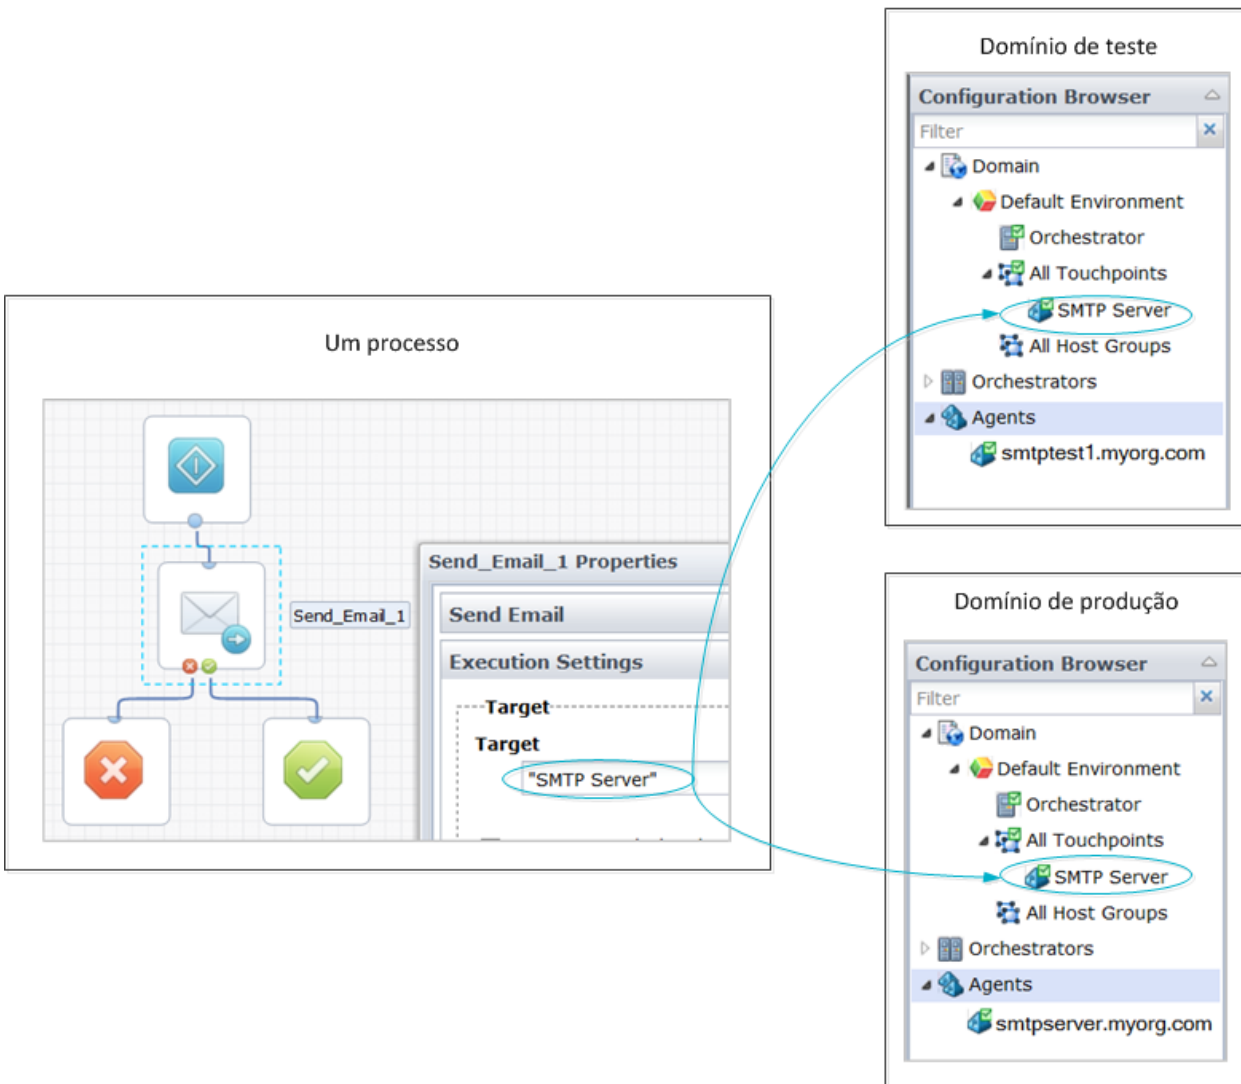 Um processo
Send_Email_1
Send_Email_1 Properties
Send Email
Execution Settings
Target
Target
"SMTP Server"
Domínio de teste
Configuration Browser
Filter
Domain
Default Environment
Orchestrator
All Touchpoints
SMTP Server
All Host Groups
Orchestrators
Agents
smtptest1.myorg.com
Domínio de produção
Configuration Browser
Filter
Domain
Default Environment
Orchestrator
All Touchpoints
SMTP Server
All Host Groups
Orchestrators
Agents
smtpserver.myorg.com